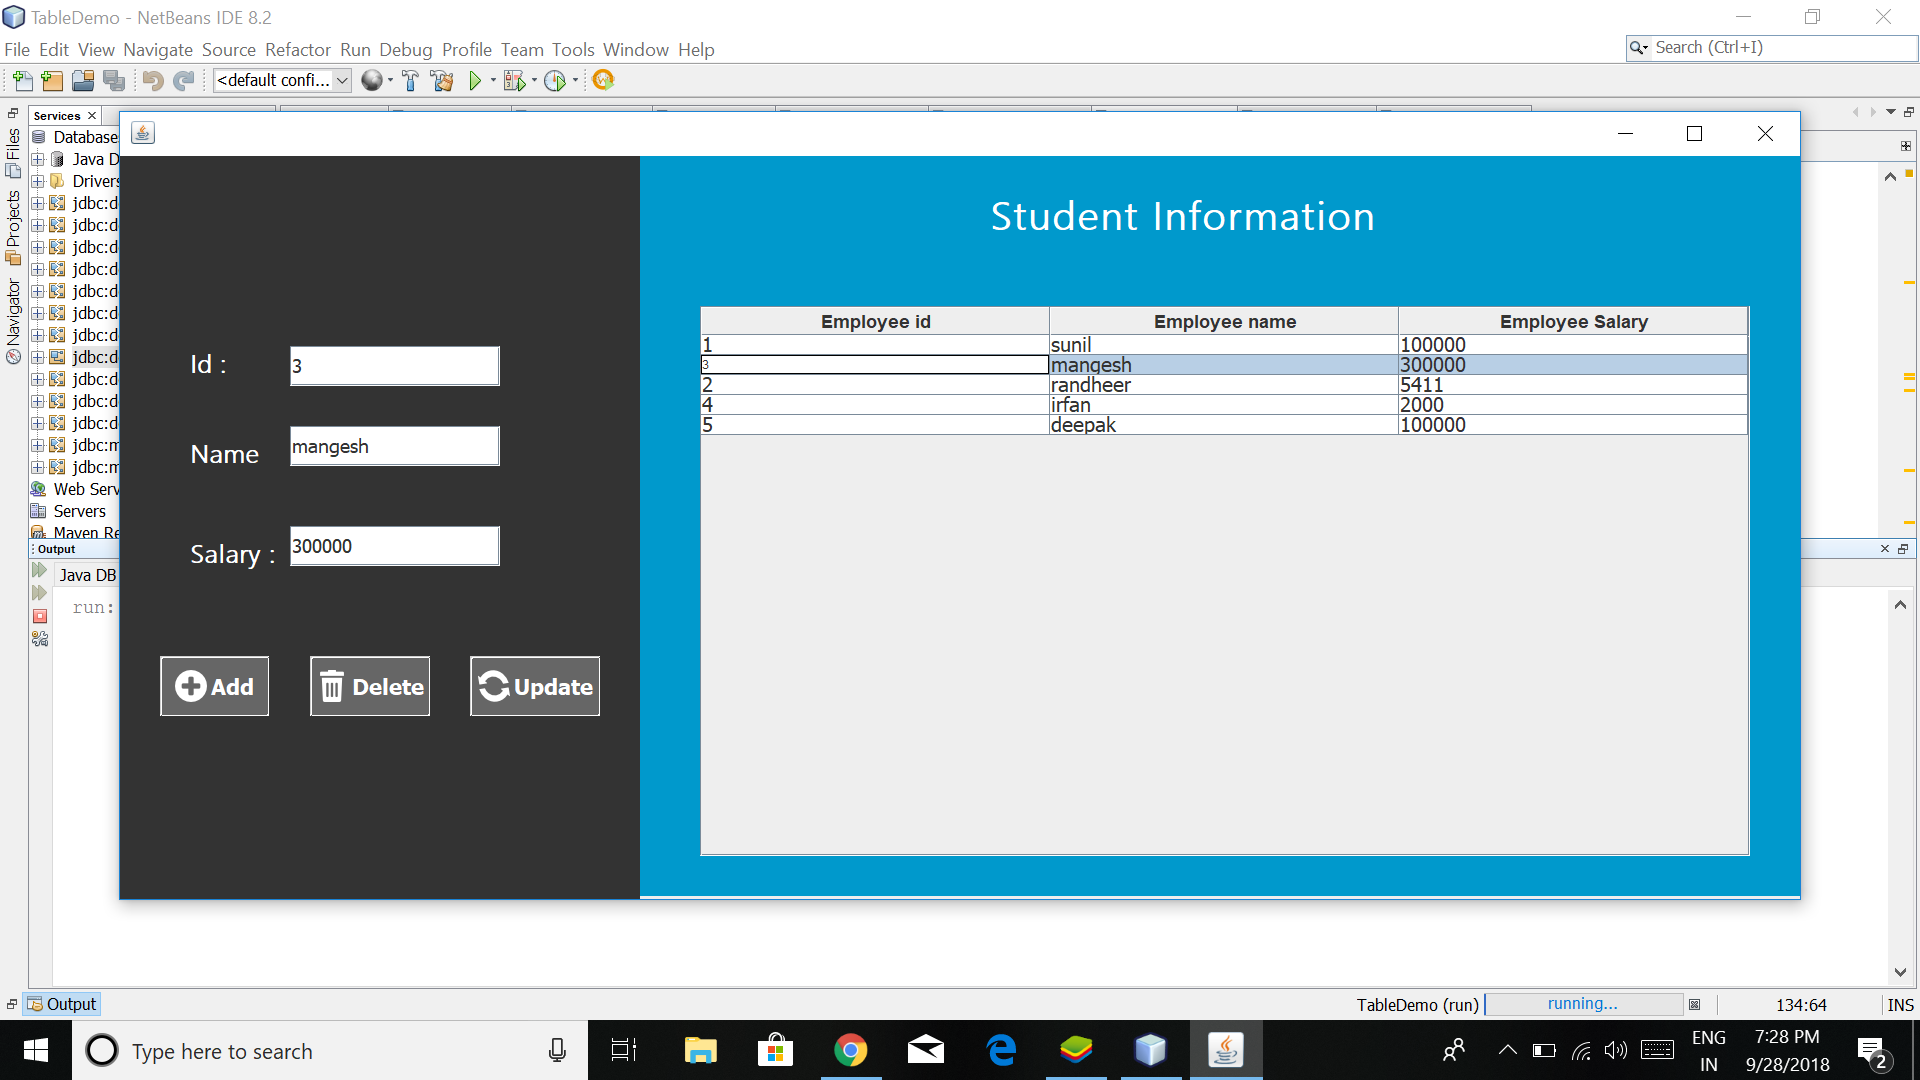 TableDemo - NetBeans IDE 8.2
File Edit View Navigate Source Refactor Run Debug Profile Team Tools Window Help
Search (Ctrl+I)
<default confi...
Services
Files
Projects
Navigator
Database
Java D
Drivers
jdbc:d
jdbc:d
jdbc:d
jdbc:d
jdbc:d
jdbc:d
jdbc:d
jdbc:d
jdbc:d
jdbc:d
jdbc:d
jdbc:m
jdbc:m
Web Serv
Servers
Maven Re
Output
Java DB
run:
Student Information
Id : 3
Name mangesh
Salary : 300000
Add Delete Update
Employee id Employee name Employee Salary
1 sunil 100000
3 mangesh 300000
2 randheer 5411
4 irfan 2000
5 deepak 100000
Output
TableDemo (run) running... 134:64 INS
Type here to search
ENG
IN
7:28 PM
9/28/2018
2